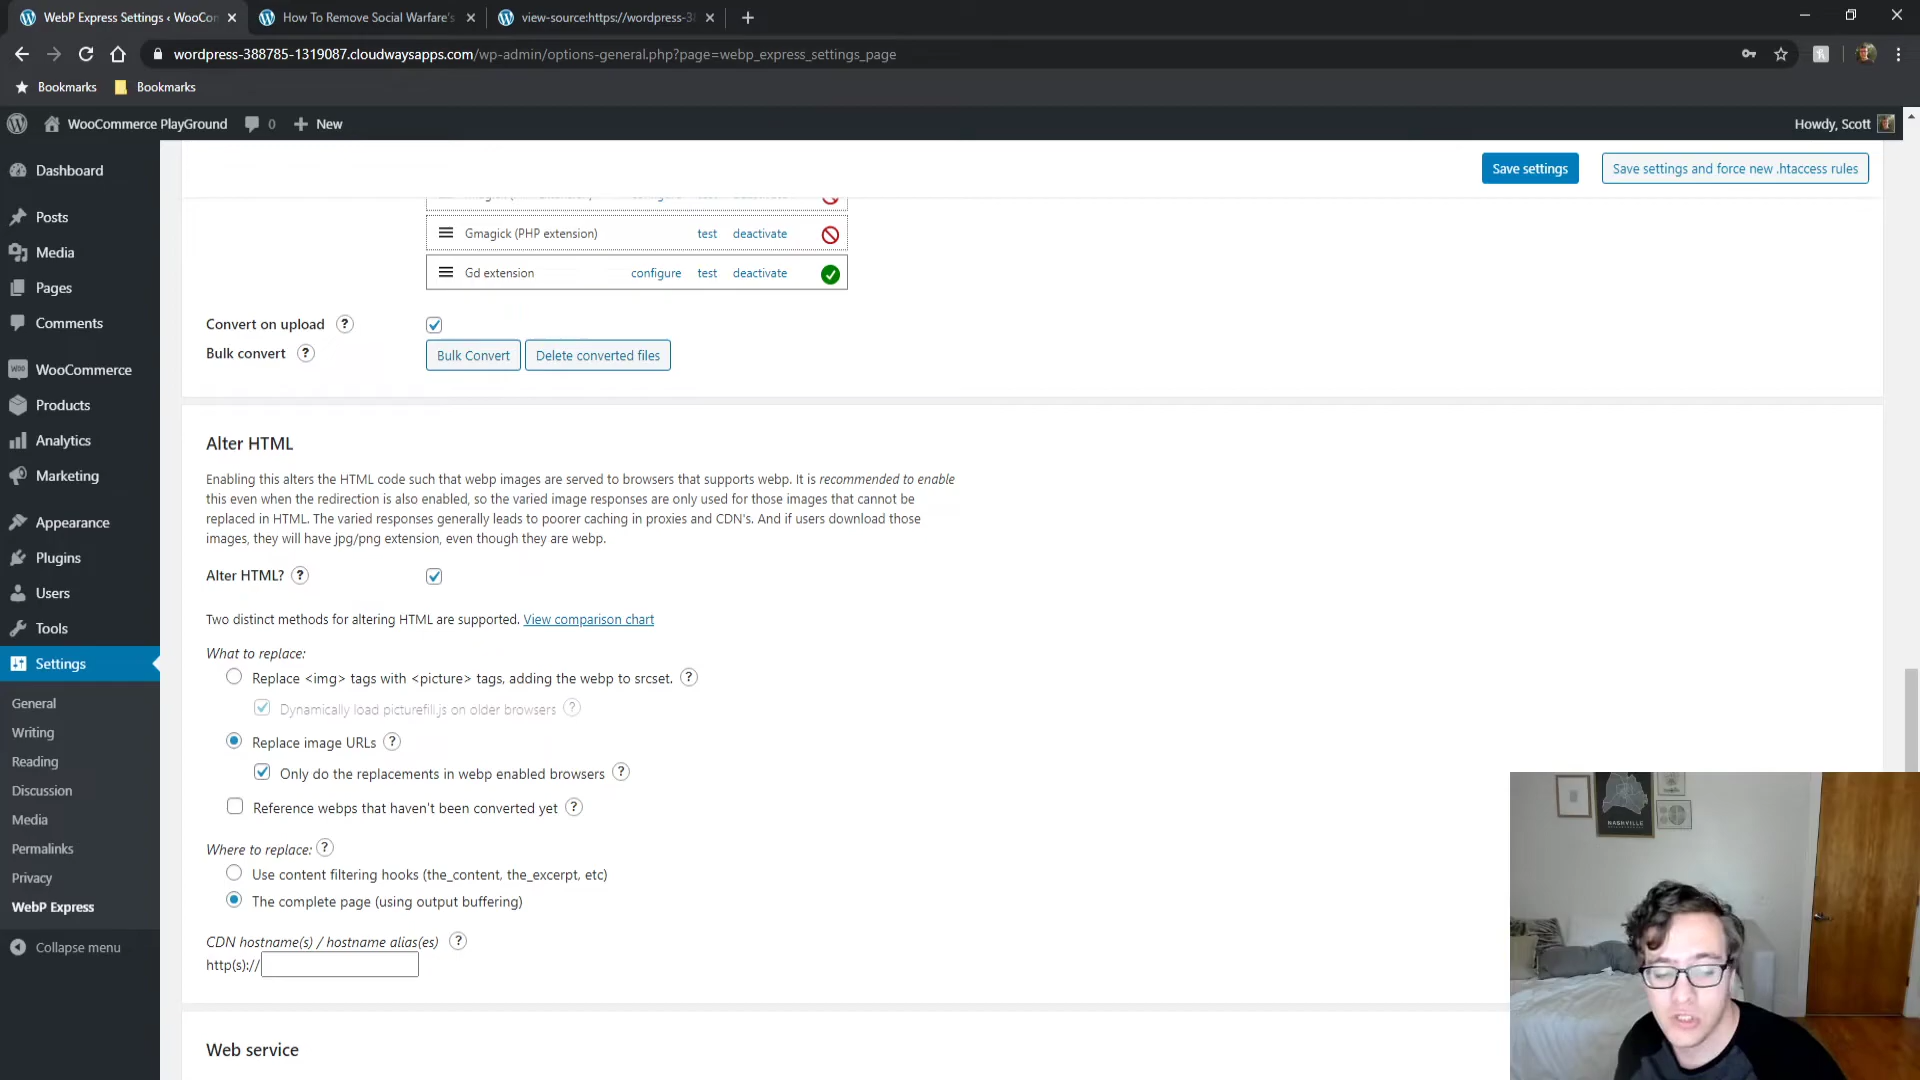 WebP Express Settings ‹ WooCon
How To Remove Social Warfare's
view-source:https://wordpress-38
wordpress-388785-1319087.cloudwaysapps.com/wp-admin/options-general.php?page=webp_express_settings_page
Bookmarks
Bookmarks
WooCommerce PlayGround
0
New
Howdy, Scott
Dashboard
Posts
Media
Pages
Comments
WooCommerce
Products
Analytics
Marketing
Appearance
Plugins
Users
Tools
Settings
General
Writing
Reading
Discussion
Media
Permalinks
Privacy
WebP Express
Collapse menu
Save settings
Save settings and force new .htaccess rules
Gmagick (PHP extension) test deactivate
Gd extension configure test deactivate
Convert on upload ?
Bulk convert ? Bulk Convert Delete converted files
Alter HTML
Enabling this alters the HTML code such that webp images are served to browsers that supports webp. It is recommended to enable
this even when the redirection is also enabled, so the varied image responses are only used for those images that cannot be
replaced in HTML. The varied responses generally leads to poorer caching in proxies and CDN's. And if users download those
images, they will have jpg/png extension, even though they are webp.
Alter HTML? ?
Two distinct methods for altering HTML are supported. View comparison chart
What to replace:
Replace <img> tags with <picture> tags, adding the webp to srcset. ?
Dynamically load picturefill.js on older browsers ?
Replace image URLs ?
Only do the replacements in webp enabled browsers ?
Reference webps that haven't been converted yet ?
Where to replace: ?
Use content filtering hooks (the_content, the_excerpt, etc)
The complete page (using output buffering)
CDN hostname(s) / hostname alias(es) ?
http(s)://
Web service
NASHVILLE